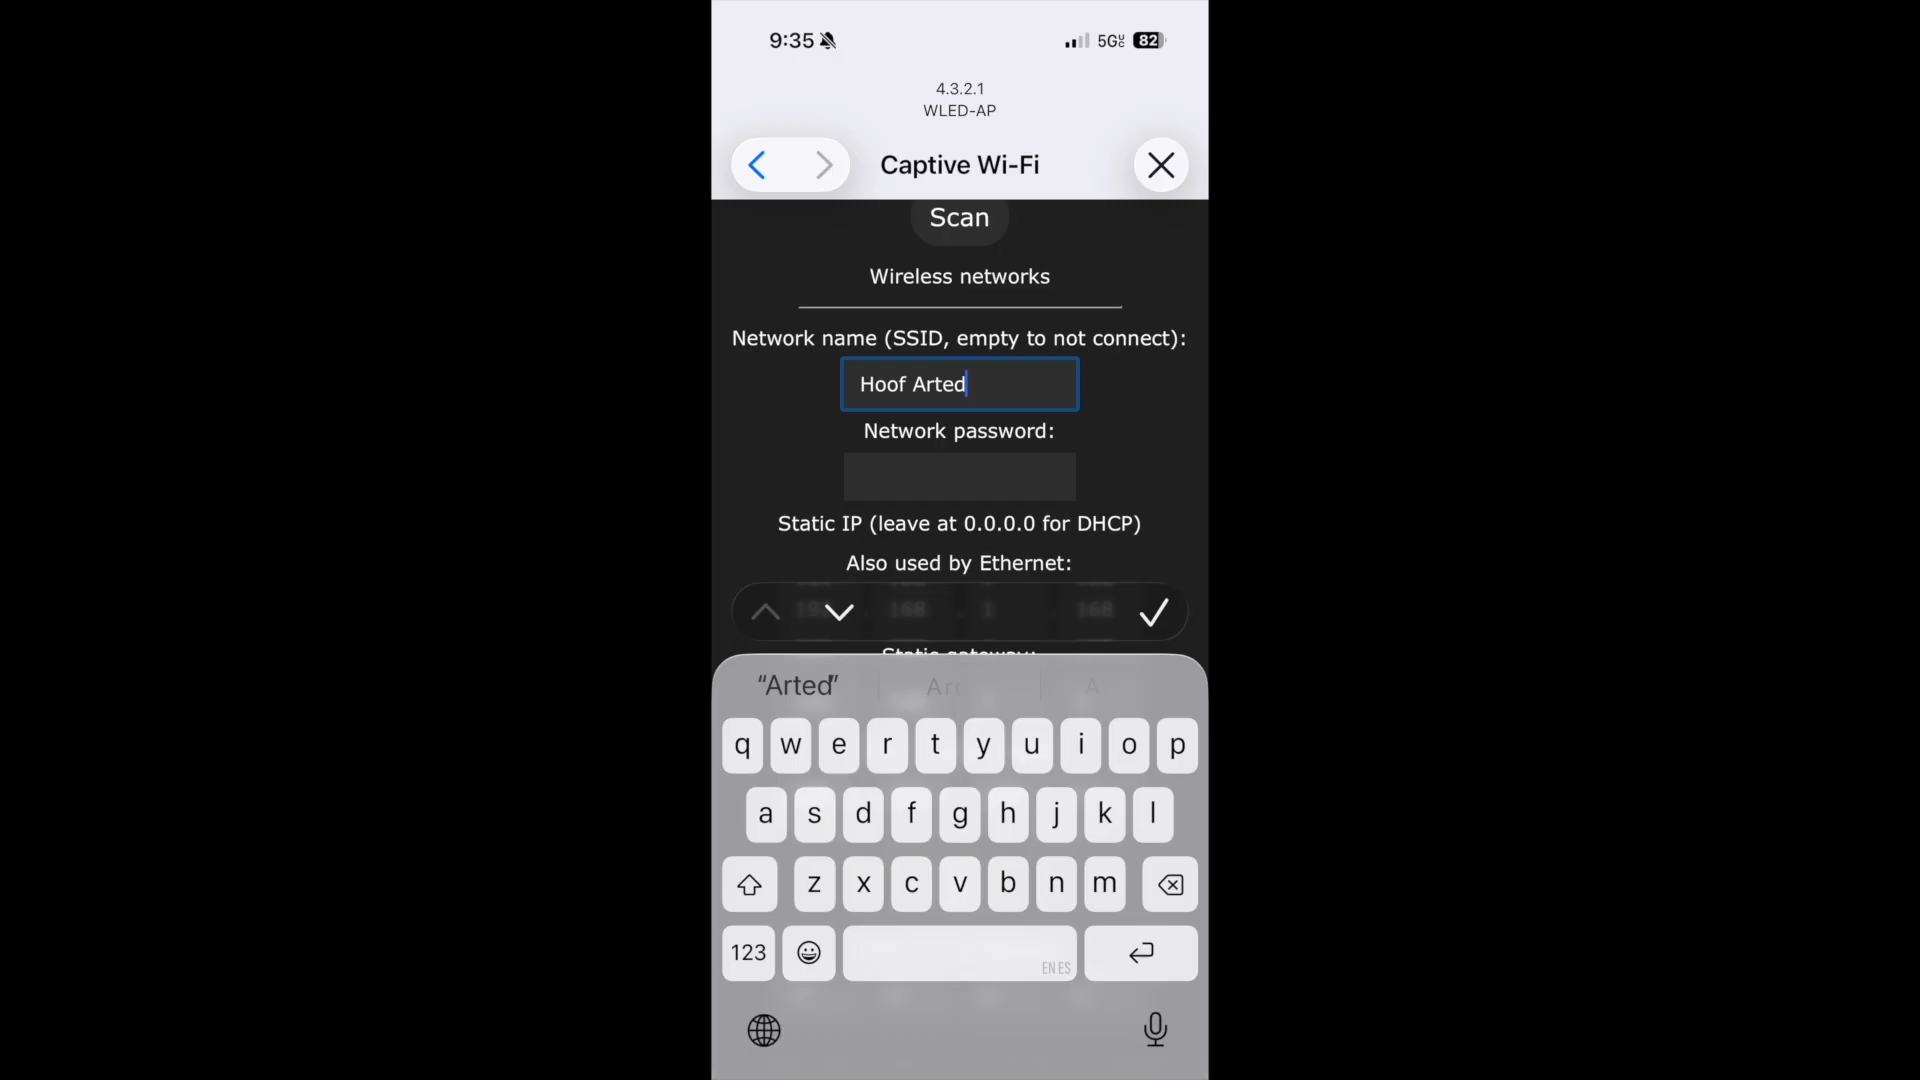 9:35
5G UC 82
4.3.2.1
WLED-AP
Captive Wi-Fi
Scan
Wireless networks
Network name (SSID, empty to not connect):
Hoof Arted
Network password:
Static IP (leave at 0.0.0.0 for DHCP)
Also used by Ethernet:
168 1 168
Static gateway:
“Arted” Art A
q w e r t y u i o p
a s d f g h j k l
z x c v b n m
123
EN ES